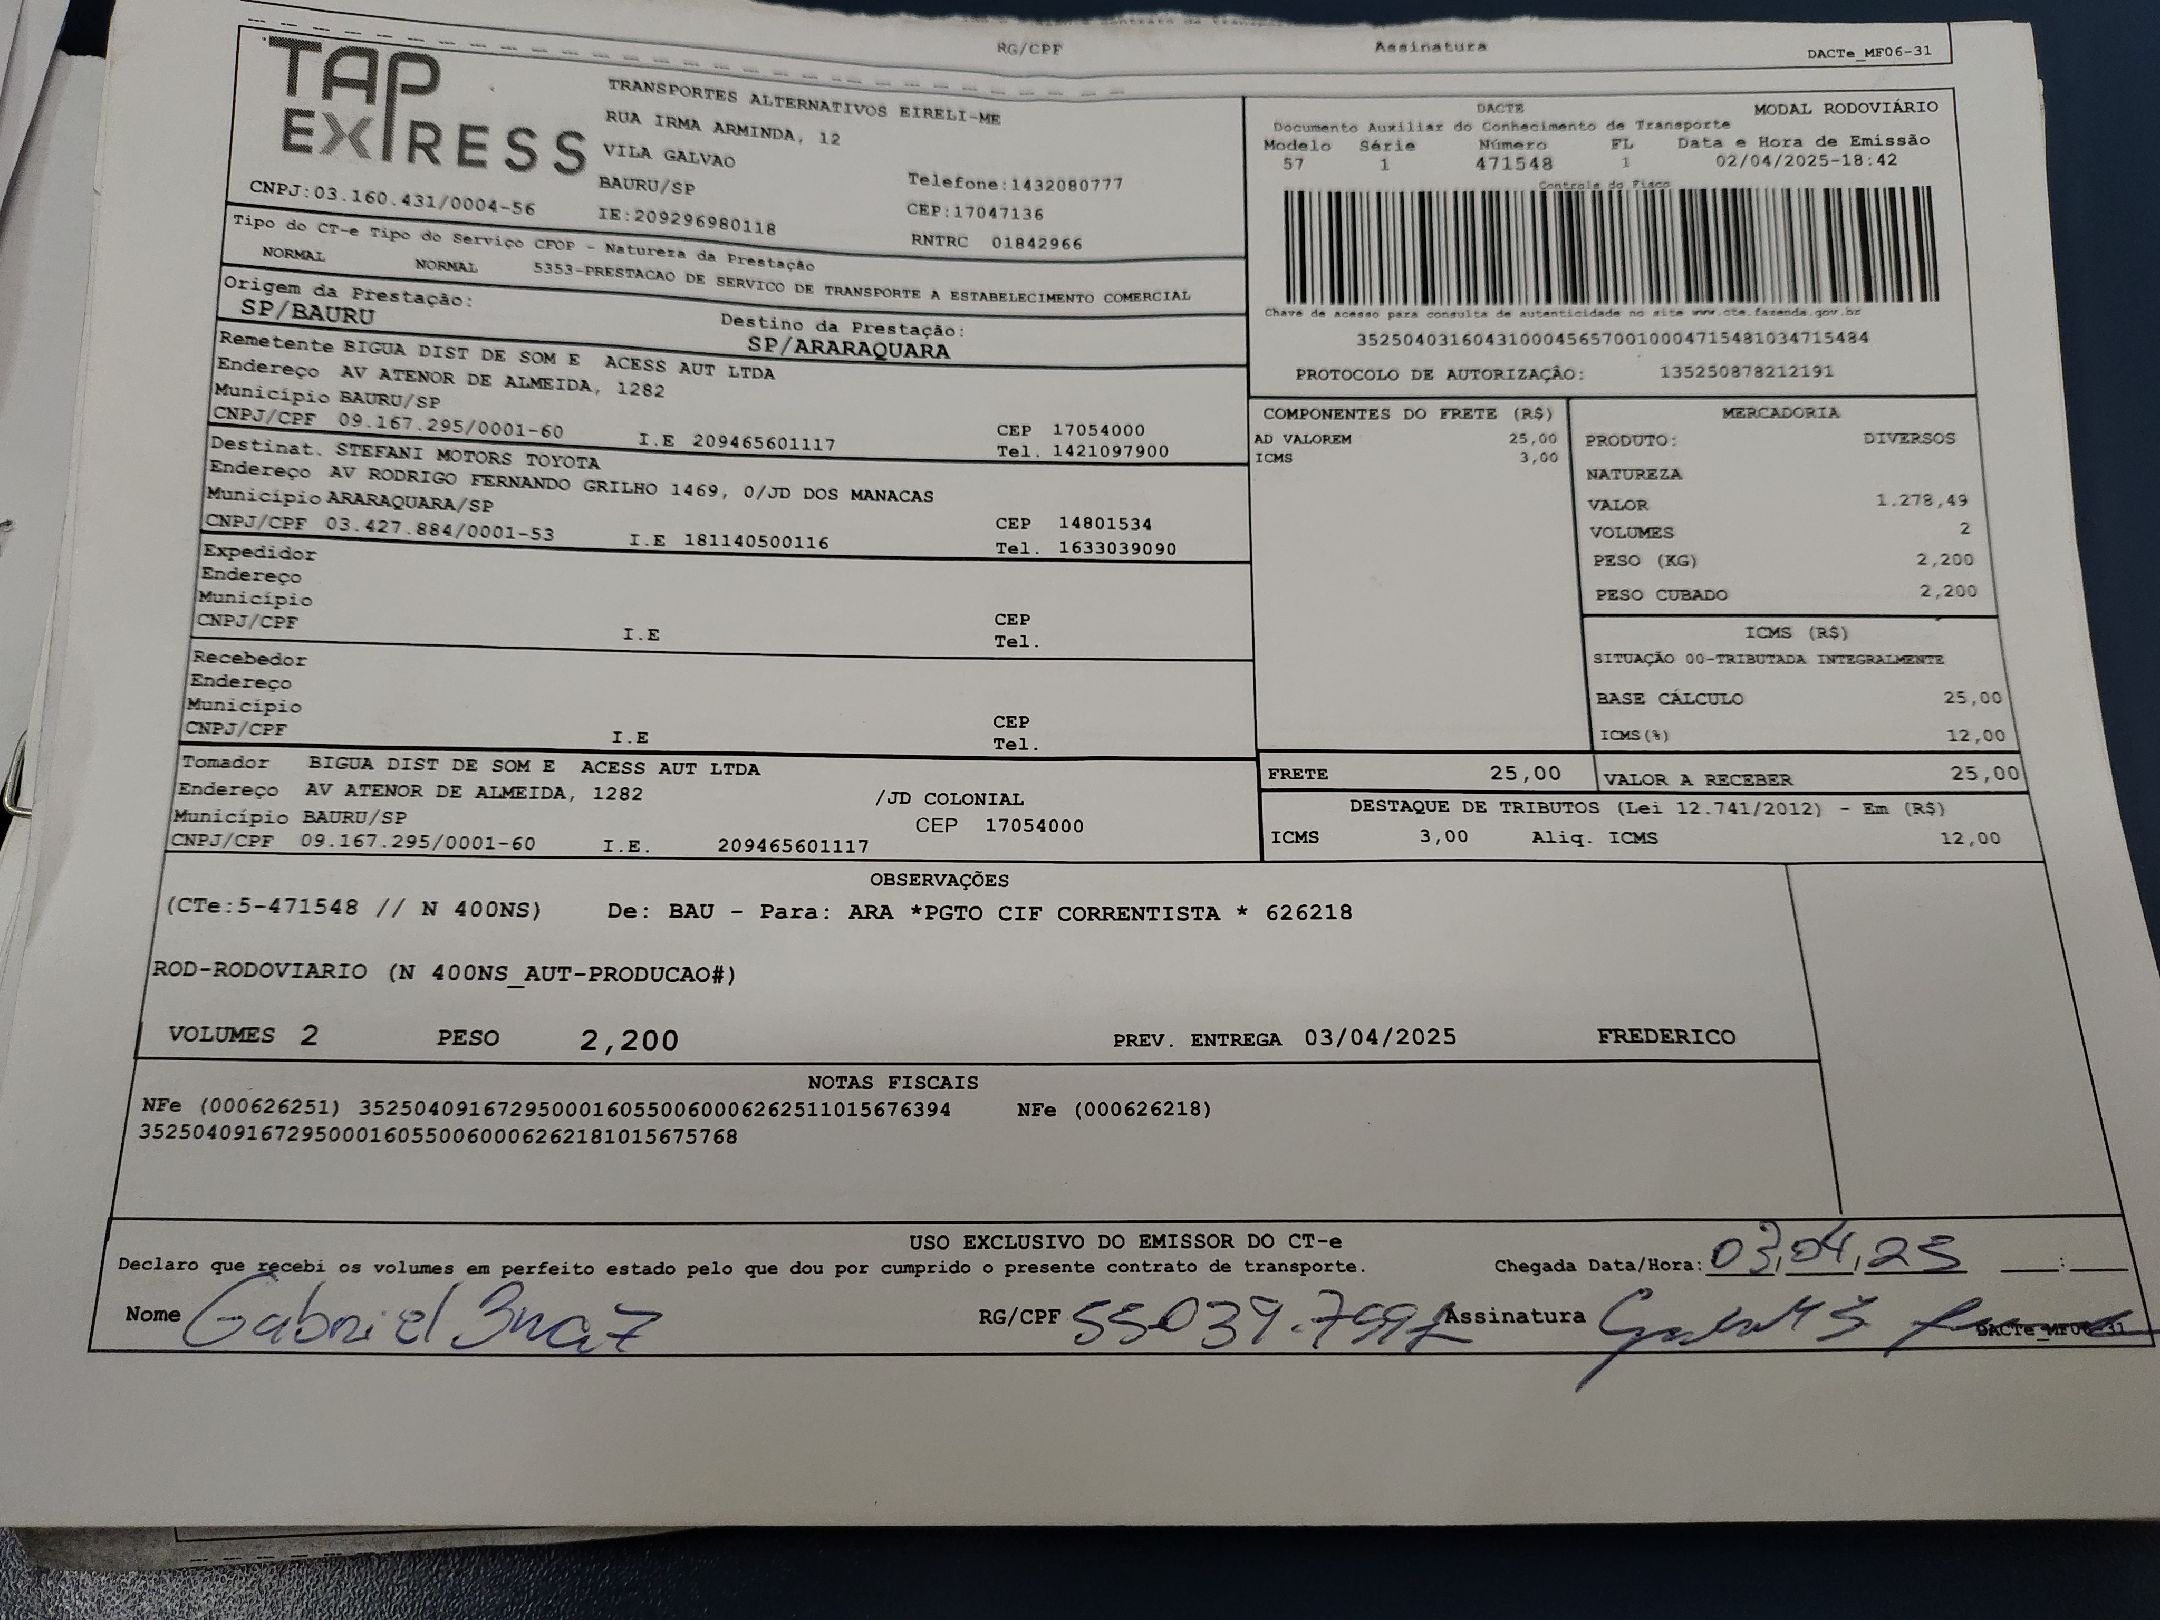 RG/CPF Assinatura DACTe_MF06-31
TAP EXPRESS
TRANSPORTES ALTERNATIVOS EIRELI-ME
RUA IRMA ARMINDA, 12
VILA GALVAO
BAURU/SP Telefone:1432080777
CNPJ:03.160.431/0004-56 IE:209296980118 CEP:17047136
RNTRC 01842966
DACTE MODAL RODOVIÁRIO
Documento Auxiliar do Conhecimento de Transporte
Modelo Série Número FL Data e Hora de Emissão
57 1 471548 1 02/04/2025-18:42
Controle do Fisco
Chave de acesso para consulta de autenticidade no site www.cte.fazenda.gov.br
35250403160431000456570010004715481034715484
PROTOCOLO DE AUTORIZAÇÃO: 135250878212191
Tipo do CT-e Tipo do Serviço CFOP - Natureza da Prestação
NORMAL NORMAL 5353-PRESTACAO DE SERVICO DE TRANSPORTE A ESTABELECIMENTO COMERCIAL
Origem da Prestação: Destino da Prestação:
SP/BAURU SP/ARARAQUARA
Remetente BIGUA DIST DE SOM E ACESS AUT LTDA
Endereço AV ATENOR DE ALMEIDA, 1282
Município BAURU/SP CEP 17054000
CNPJ/CPF 09.167.295/0001-60 I.E 209465601117 Tel. 1421097900
Destinat. STEFANI MOTORS TOYOTA
Endereço AV RODRIGO FERNANDO GRILHO 1469, 0/JD DOS MANACAS
Município ARARAQUARA/SP CEP 14801534
CNPJ/CPF 03.427.884/0001-53 I.E 181140500116 Tel. 1633039090
Expedidor
Endereço
Município CEP
CNPJ/CPF I.E Tel.
Recebedor
Endereço
Município CEP
CNPJ/CPF I.E Tel.
Tomador BIGUA DIST DE SOM E ACESS AUT LTDA
Endereço AV ATENOR DE ALMEIDA, 1282 /JD COLONIAL
Município BAURU/SP CEP 17054000
CNPJ/CPF 09.167.295/0001-60 I.E. 209465601117
COMPONENTES DO FRETE (R$)
AD VALOREM 25,00
ICMS 3,00
MERCADORIA
PRODUTO: DIVERSOS
NATUREZA
VALOR 1.278,49
VOLUMES 2
PESO (KG) 2,200
PESO CUBADO 2,200
ICMS (R$)
SITUAÇÃO 00-TRIBUTADA INTEGRALMENTE
BASE CÁLCULO 25,00
ICMS(%) 12,00
FRETE 25,00 VALOR A RECEBER 25,00
DESTAQUE DE TRIBUTOS (Lei 12.741/2012) - Em (R$)
ICMS 3,00 Aliq. ICMS 12,00
OBSERVAÇÕES
(CTe:5-471548 // N 400NS) De: BAU - Para: ARA *PGTO CIF CORRENTISTA * 626218
ROD-RODOVIARIO (N 400NS_AUT-PRODUCAO#)
VOLUMES 2 PESO 2,200 PREV. ENTREGA 03/04/2025 FREDERICO
NOTAS FISCAIS
NFe (000626251) 35250409167295000160550060006262511015676394 NFe (000626218)
35250409167295000160550060006262181015675768
USO EXCLUSIVO DO EMISSOR DO CT-e
Declaro que recebi os volumes em perfeito estado pelo que dou por cumprido o presente contrato de transporte. Chegada Data/Hora: 03,04,25 ___:___
Nome Gabriel RG/CPF Assinatura DACTe_MF06-31